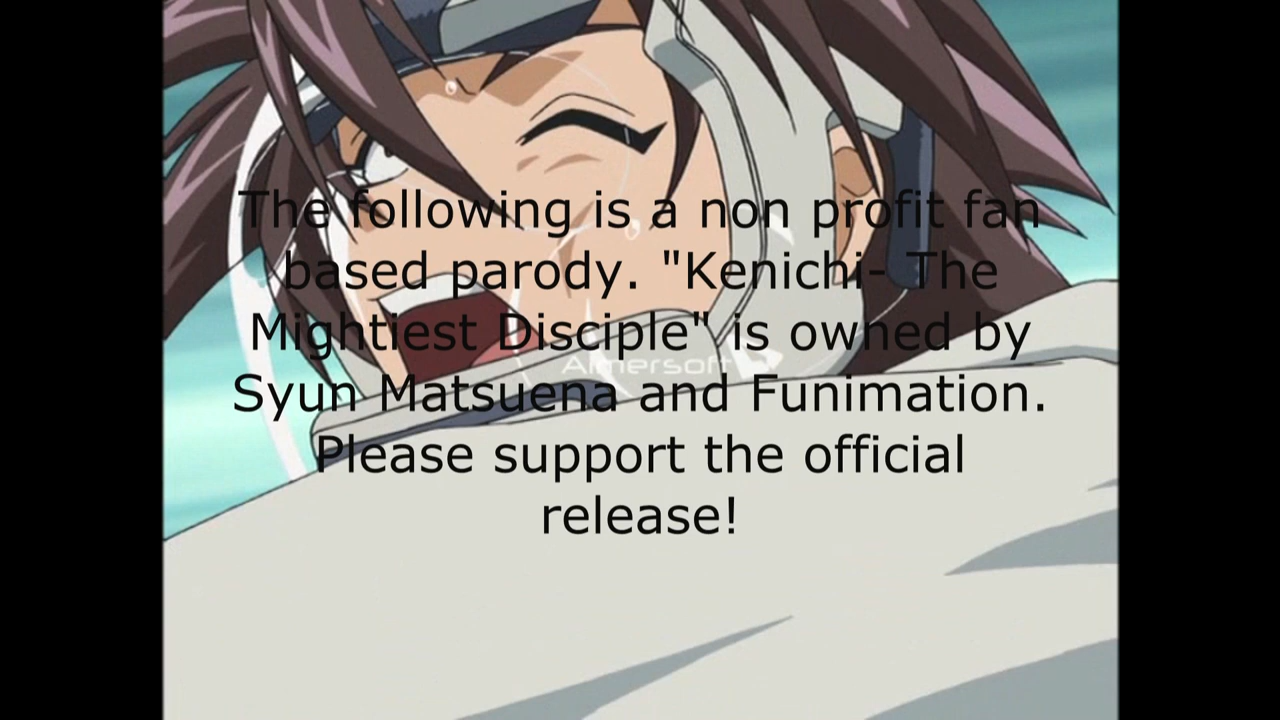 The following is a non profit fan
based parody. "Kenichi- The
Mightiest Disciple" is owned by
Aimersoft
Syun Matsuena and Funimation.
Please support the official
release!